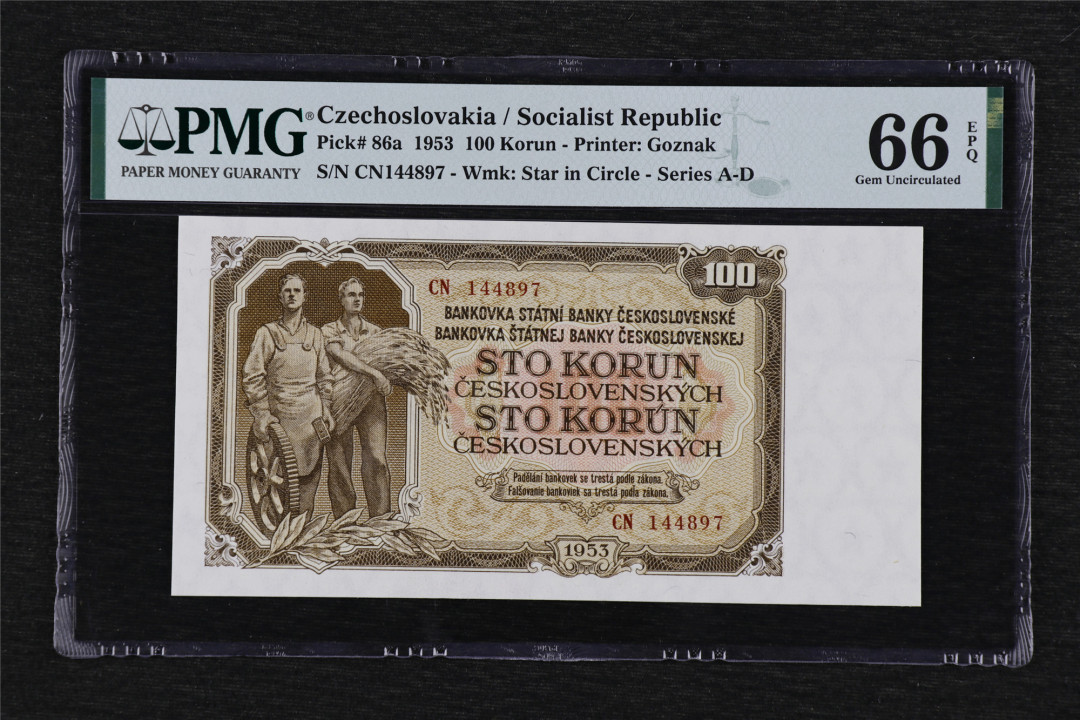 PMG®
PAPER MONEY GUARANTY
Czechoslovakia / Socialist Republic
Pick# 86a 1953 100 Korun - Printer: Goznak
S/N CN144897 - Wmk: Star in Circle - Series A-D
66
EPQ
Gem Uncirculated
100
CN 144897
BANKOVKA STÁTNÍ BANKY ČESKOSLOVENSKÉ
BANKOVKA ŠTÁTNEJ BANKY ČESKOSLOVENSKEJ
STO KORUN
ČESKOSLOVENSKÝCH
STO KORÚN
ČESKOSLOVENSKÝCH
Padělání bankovek se trestá podle zákona.
Falšovanie bankoviek sa trestá podľa zákona.
CN 144897
1953
100